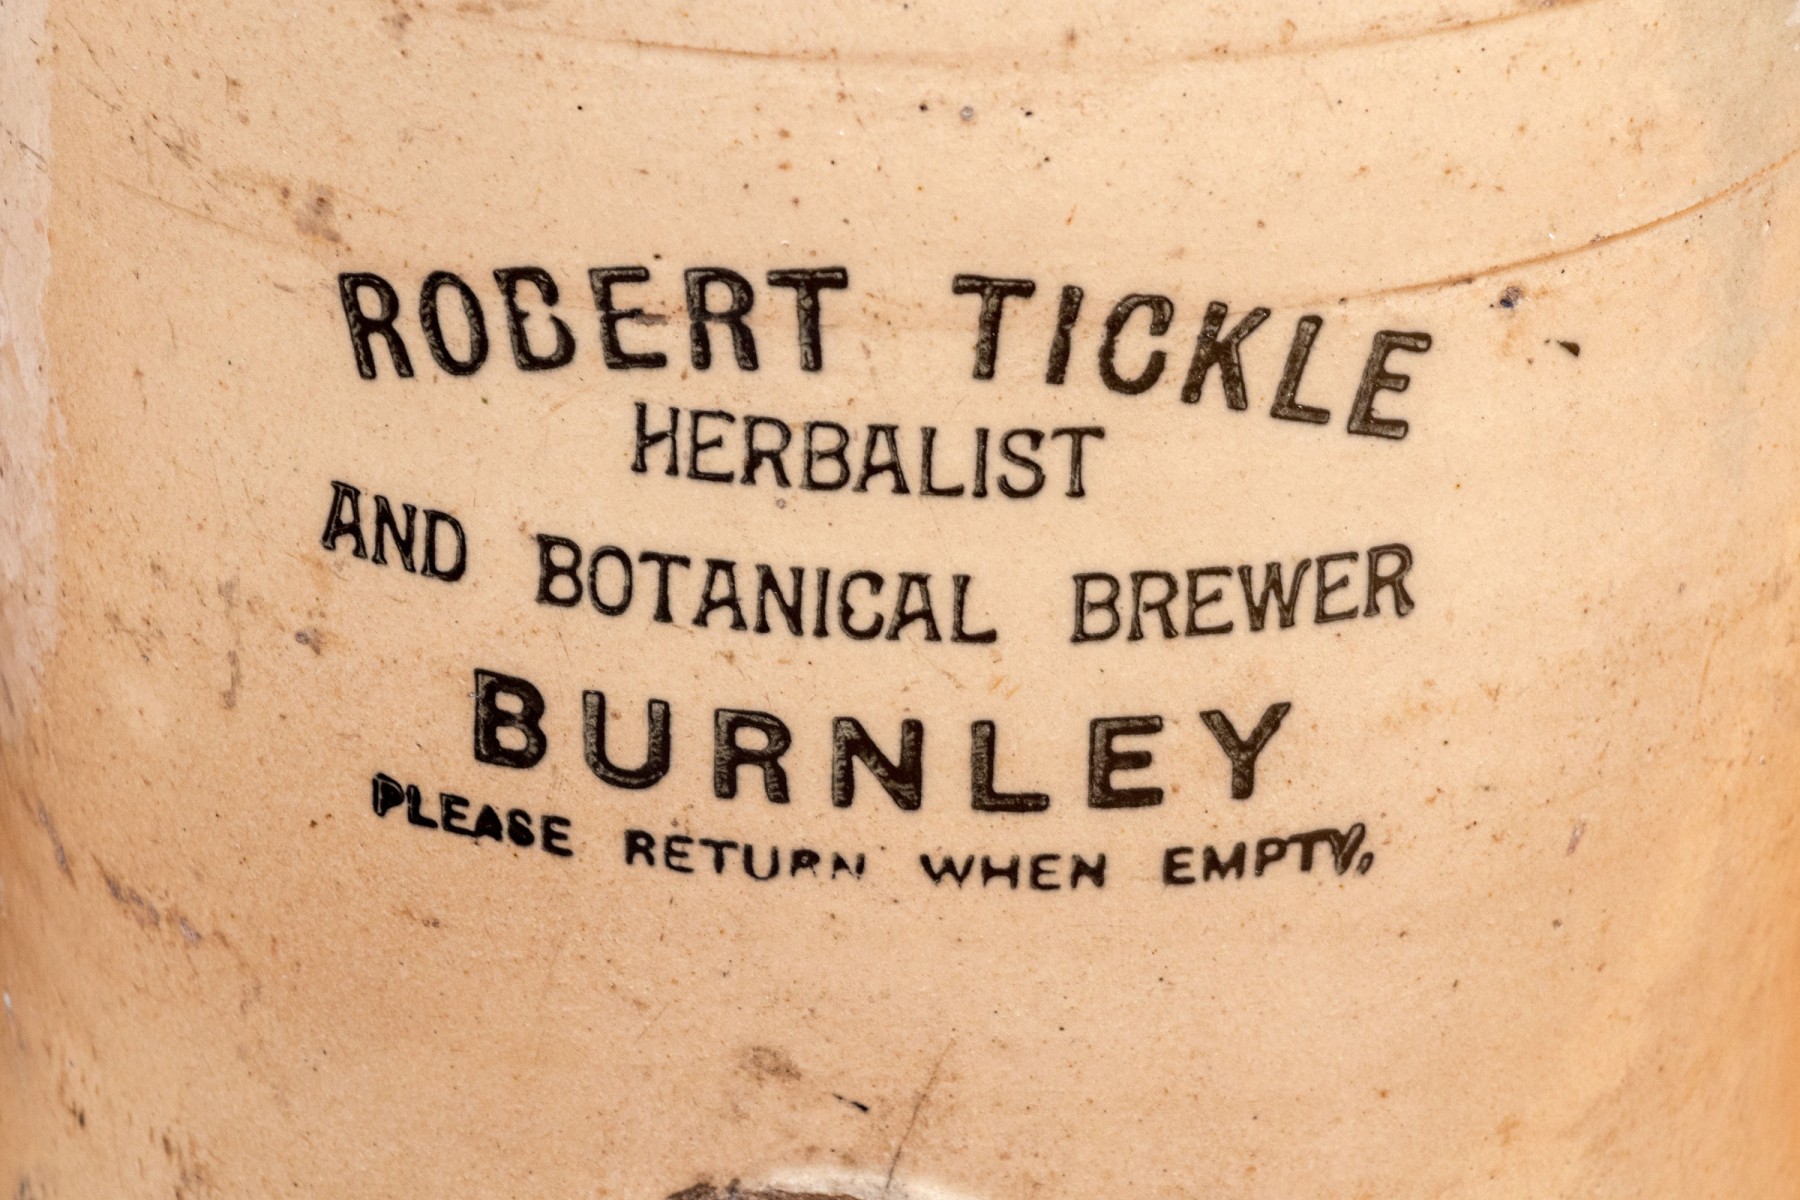 ROBERT TICKLE
HERBALIST
AND BOTANICAL BREWER
BURNLEY
PLEASE RETURN WHEN EMPTY,